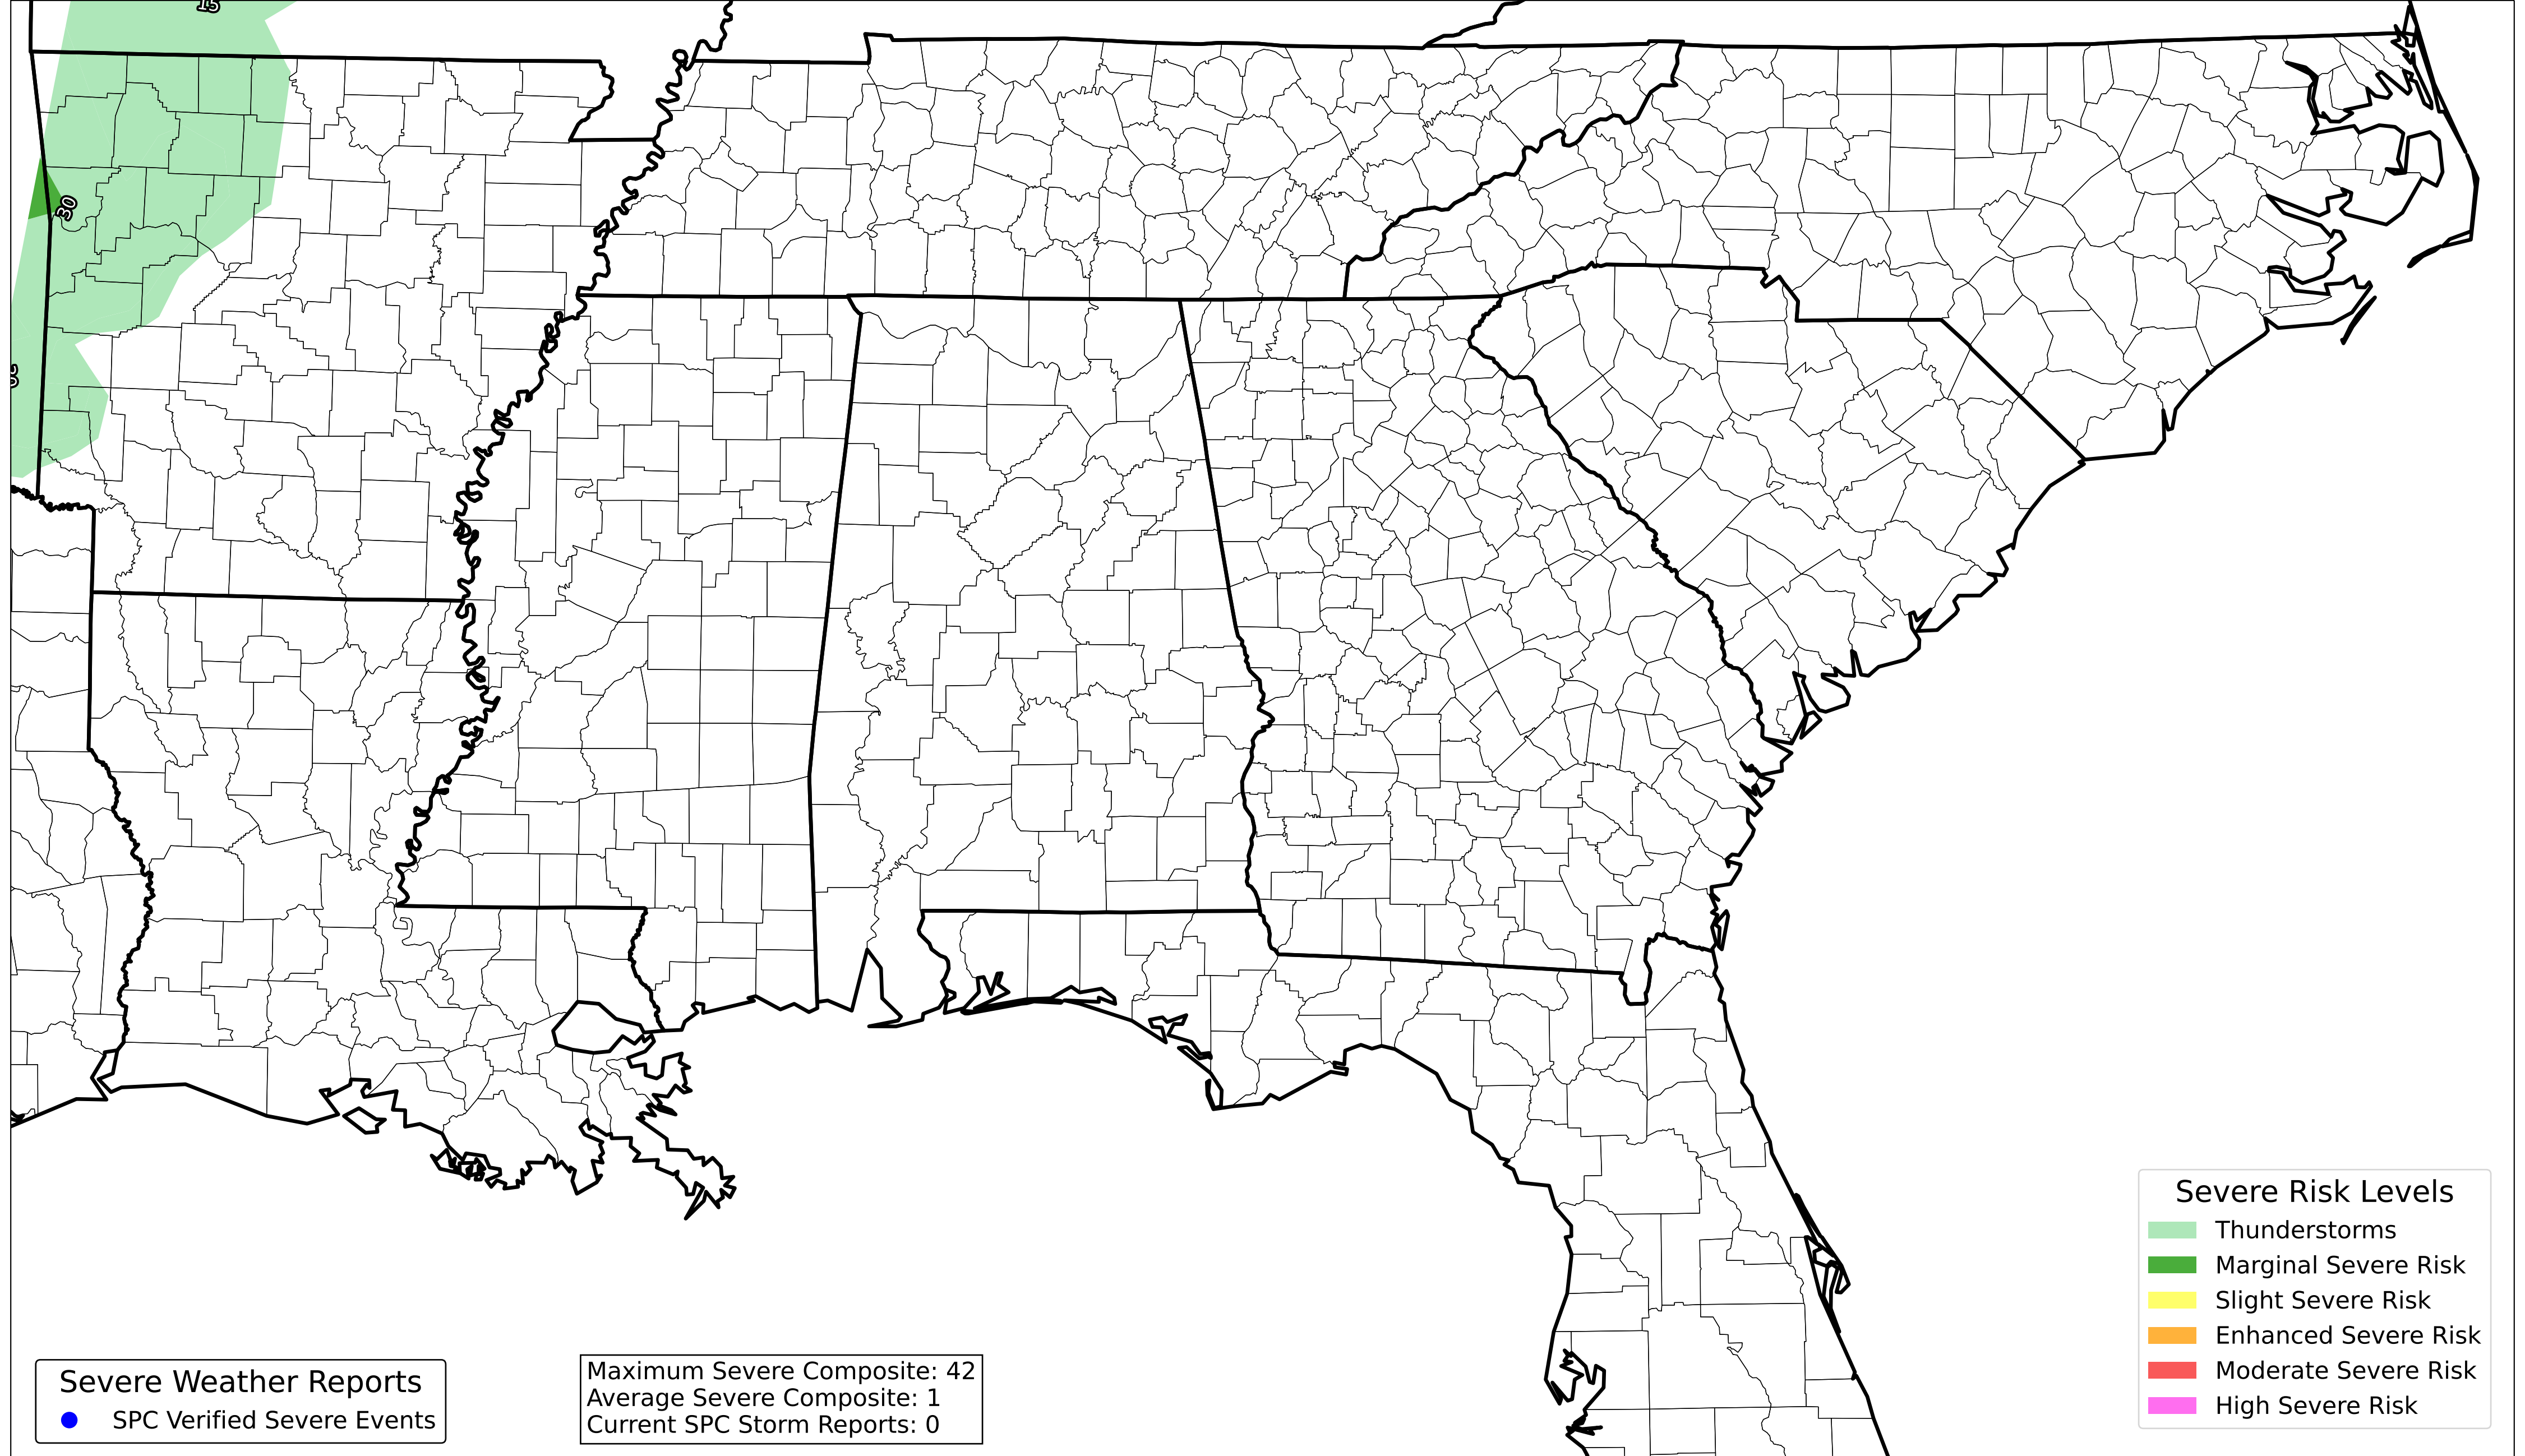 15
30
Severe Risk Levels
Thunderstorms
Marginal Severe Risk
Slight Severe Risk
Enhanced Severe Risk
Moderate Severe Risk
High Severe Risk
Severe Weather Reports
SPC Verified Severe Events
Maximum Severe Composite: 42
Average Severe Composite: 1
Current SPC Storm Reports: 0